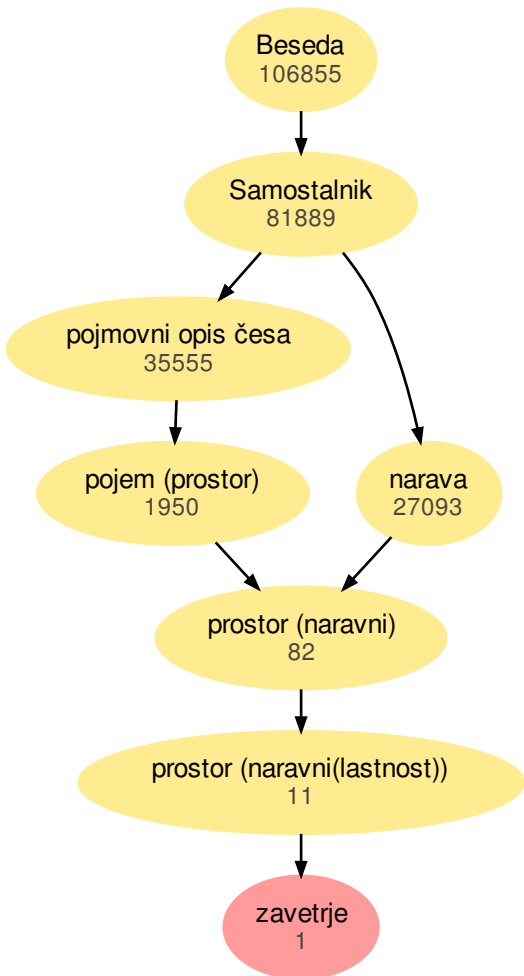 Beseda
106855
Samostalnik
81889
pojmovni opis česa
35555
pojem (prostor)
1950
narava
27093
prostor (naravni)
82
prostor (naravni(lastnost))
11
zavetrje
1